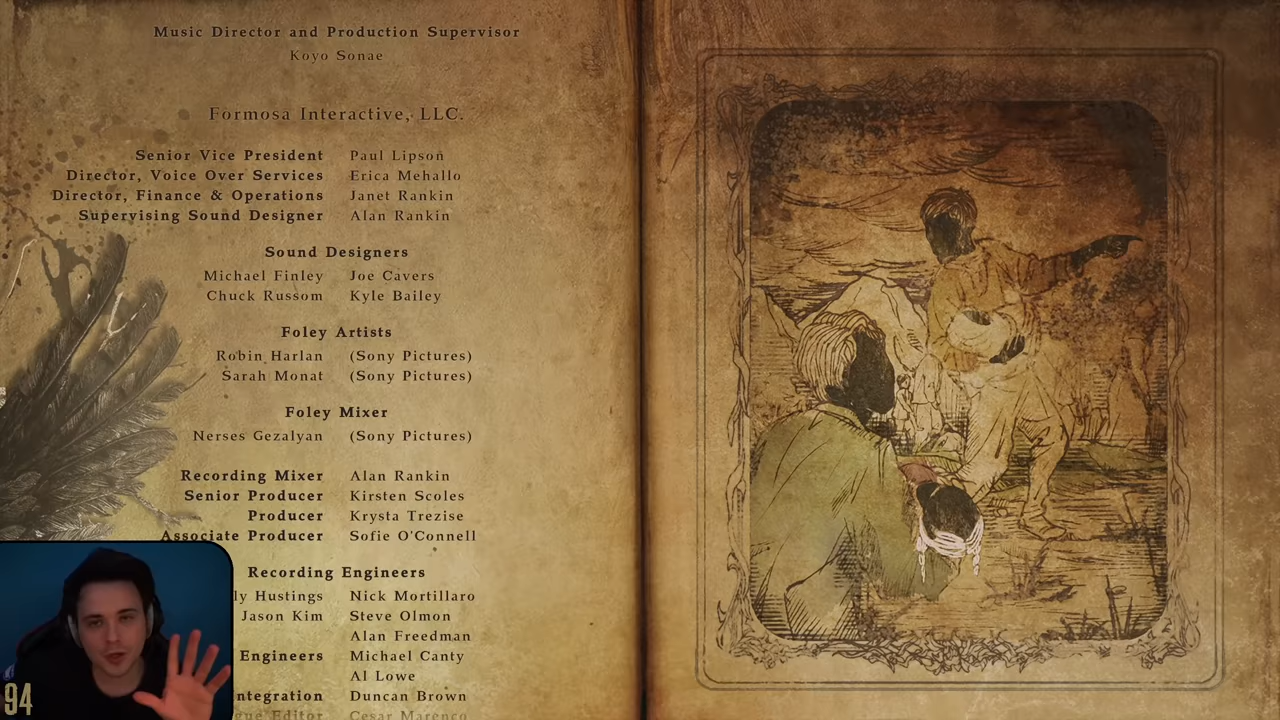 Music Director and Production Supervisor
Koyo Sonae
Formosa Interactive, LLC.
Senior Vice President Paul Lipson
Director, Voice Over Services Erica Mehallo
Director, Finance & Operations Janet Rankin
Supervising Sound Designer Alan Rankin
Sound Designers
Michael Finley Joe Cavers
Chuck Russom Kyle Bailey
Foley Artists
Robin Harlan (Sony Pictures)
Sarah Monat (Sony Pictures)
Foley Mixer
Nerses Gezalyan (Sony Pictures)
Recording Mixer Alan Rankin
Senior Producer Kirsten Scoles
Producer Krysta Trezise
Associate Producer Sofie O'Connell
Recording Engineers
Hustings Nick Mortillaro
Jason Kim Steve Olmon
Alan Freedman
Engineers Michael Canty
Al Lowe
Duncan Brown
Editor Cesar Marenco
94